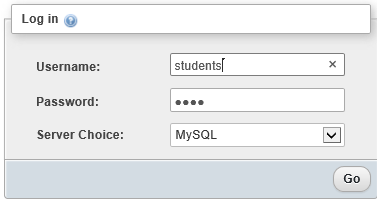 Log in
Username: students
Password: ●●●●
Server Choice: MySQL
Go